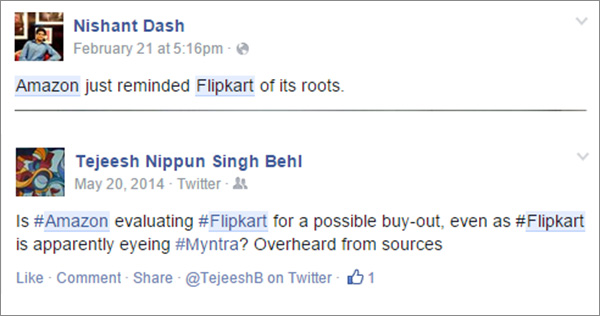 Nishant Dash
February 21 at 5:16pm ·
Amazon just reminded Flipkart of its roots.
Tejeesh Nippun Singh Behl
May 20, 2014 · Twitter ·
Is #Amazon evaluating #Flipkart for a possible buy-out, even as #Flipkart
is apparently eyeing #Myntra? Overheard from sources
Like · Comment · Share · @TejeeshB on Twitter · 1